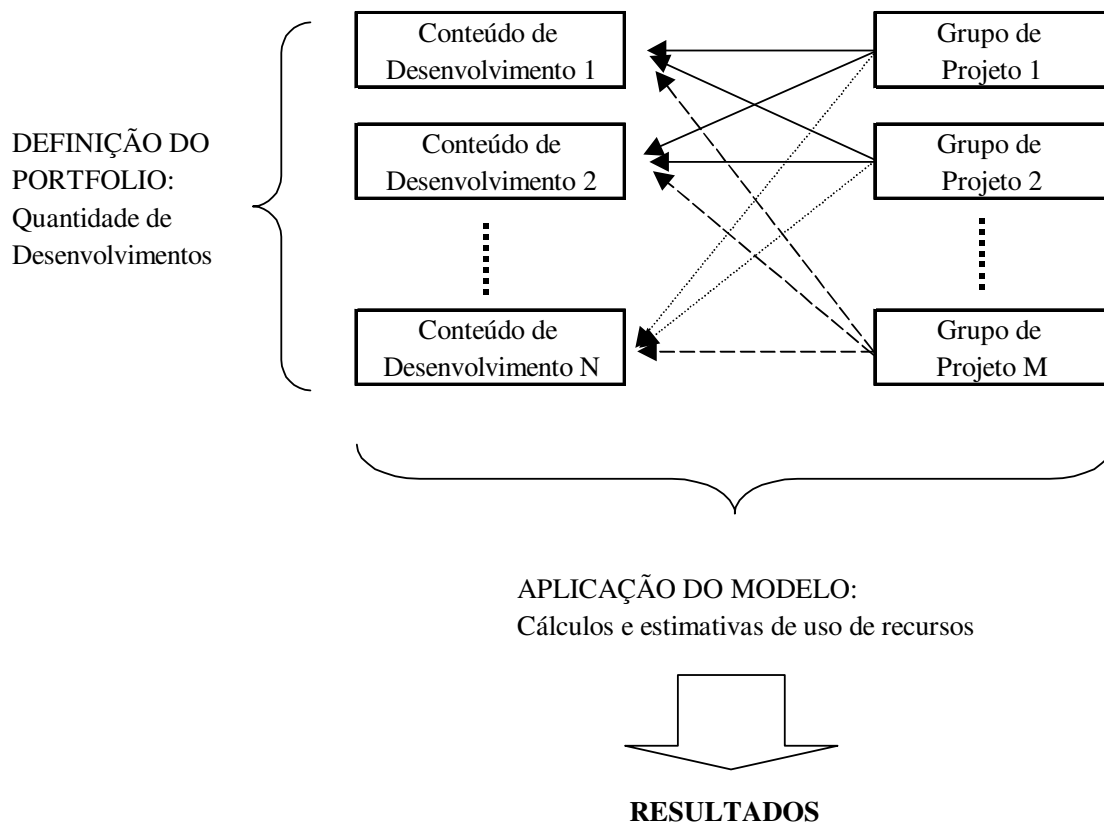 Conteúdo de
Desenvolvimento 1
Grupo de
Projeto 1
DEFINIÇÃO DO
PORTFOLIO:
Quantidade de
Desenvolvimentos
Conteúdo de
Desenvolvimento 2
Grupo de
Projeto 2
Conteúdo de
Desenvolvimento N
Grupo de
Projeto M
APLICAÇÃO DO MODELO:
Cálculos e estimativas de uso de recursos
RESULTADOS